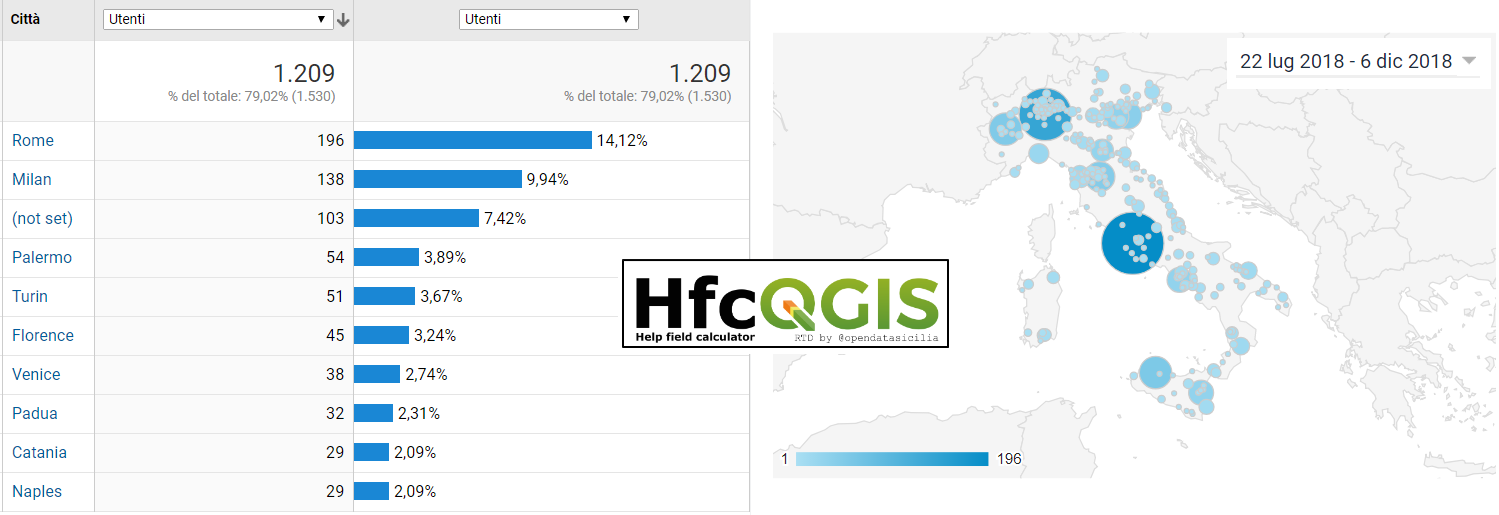 Città
Utenti
Utenti
1.209
% del totale: 79,02% (1.530)
1.209
% del totale: 79,02% (1.530)
Rome 196 14,12%
Milan 138 9,94%
(not set) 103 7,42%
Palermo 54 3,89%
Turin 51 3,67%
Florence 45 3,24%
Venice 38 2,74%
Padua 32 2,31%
Catania 29 2,09%
Naples 29 2,09%
HfcQGIS
Help field calculator RTD by @opendatasicilia
22 lug 2018 - 6 dic 2018
1 196